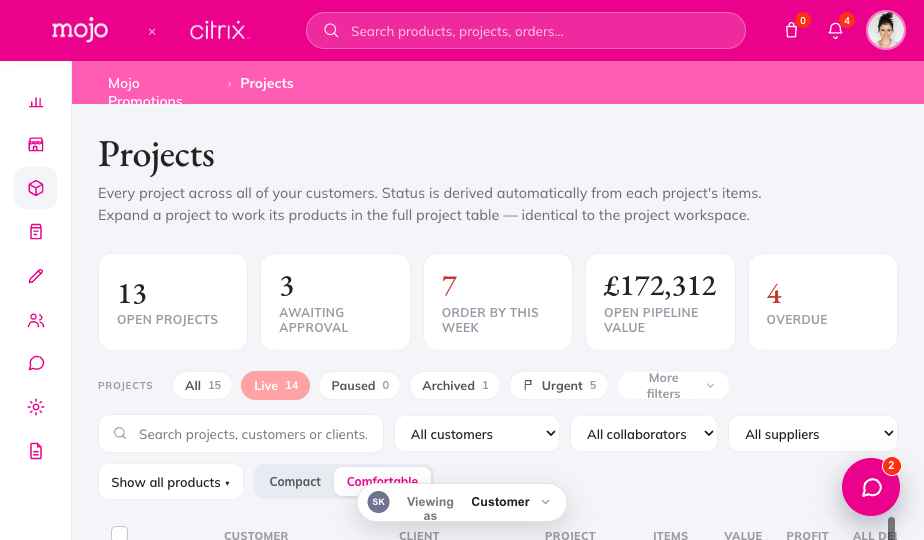 mojo × citrix
Search products, projects, orders...
0
4
Mojo
Promotions
› Projects
Projects
Every project across all of your customers. Status is derived automatically from each project's items.
Expand a project to work its products in the full project table — identical to the project workspace.
13
OPEN PROJECTS
3
AWAITING
APPROVAL
7
ORDER BY THIS
WEEK
£172,312
OPEN PIPELINE
VALUE
4
OVERDUE
PROJECTS
All 15
Live 14
Paused 0
Archived 1
Urgent 5
More
filters
Search projects, customers or clients.
All customers
All collaborators
All suppliers
Show all products ▾
Compact
Comfortable
SK
Viewing
as
Customer
2
CUSTOMER CLIENT PROJECT ITEMS VALUE PROFIT ALL